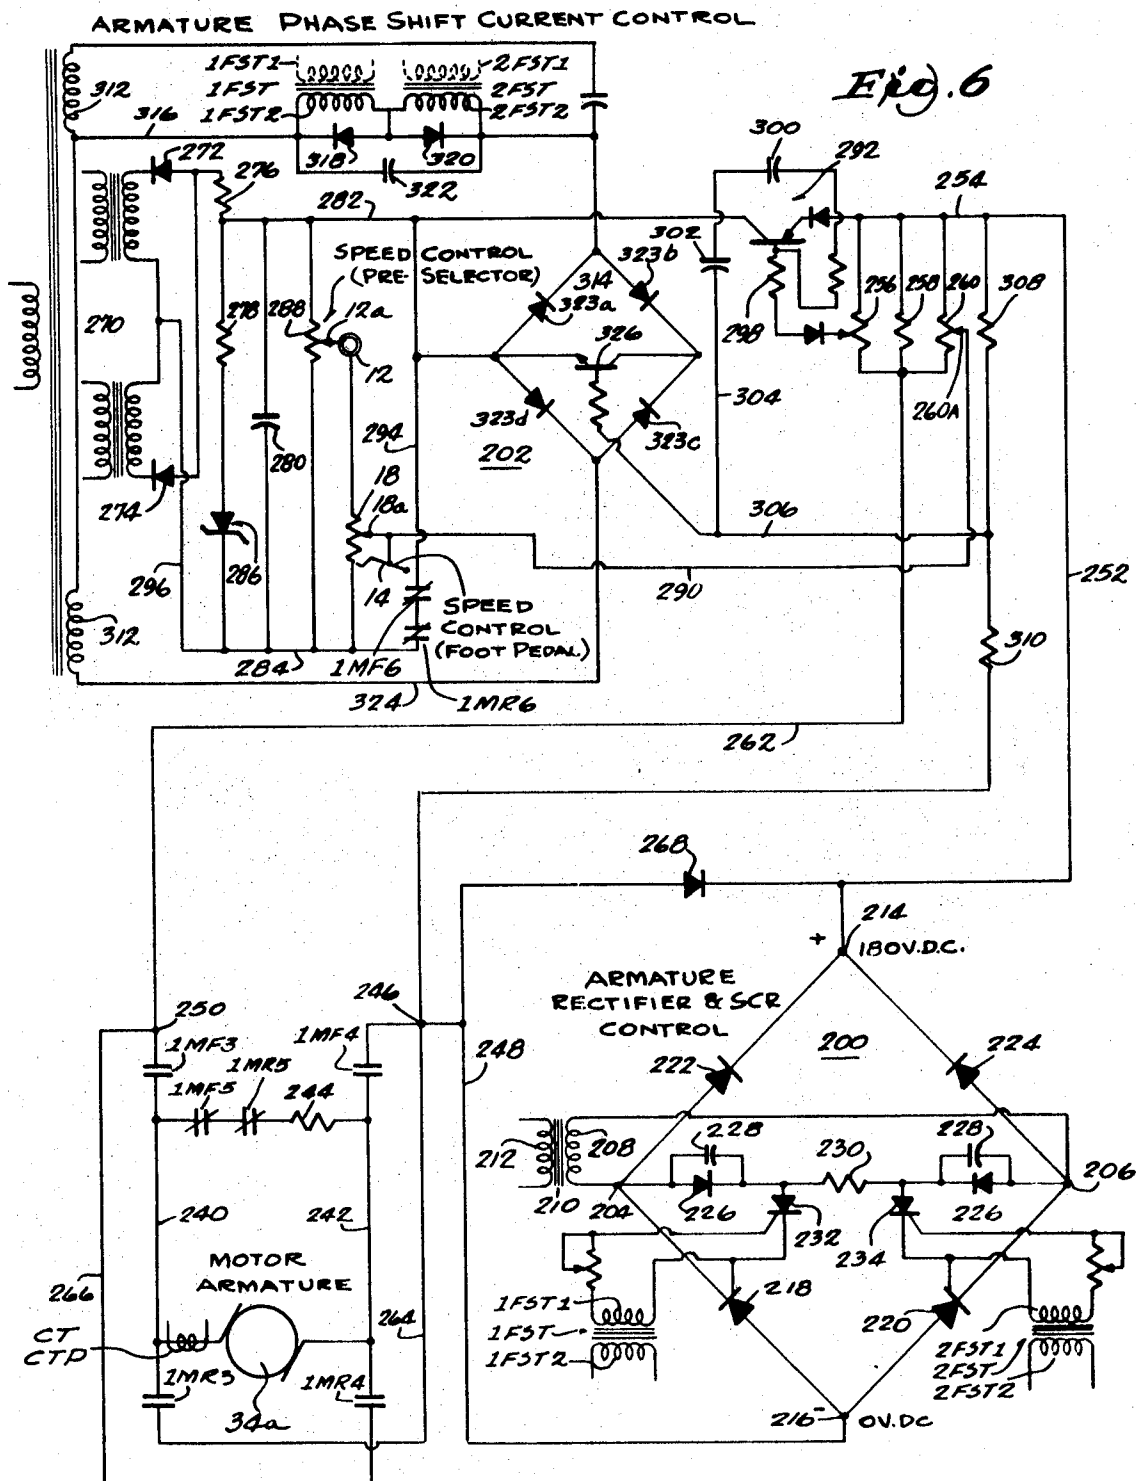 ARMATURE PHASE SHIFT CURRENT CONTROL
Fig. 6
1FST1
2FST1
1FST
2FST
1FST2
2FST2
312
316
318
320
322
300
292
272
276
282
254
302
323b
SPEED CONTROL
(PRE-SELECTOR)
314
323a
256
258
260
308
270
278
288
12a
12
326
298
260A
304
323d
323c
294
202
280
274
18
18a
306
286
296
14
290
252
312
SPEED
CONTROL
(FOOT PEDAL)
310
284
1MF6
324
1MR6
262
268
214
+
180V.D.C.
ARMATURE
RECTIFIER & SCR
CONTROL
250
246
1MF3
1MF4
200
248
222
224
1MR5
1MF5
244
228
230
228
212
208
210
204
226
232
234
226
206
240
242
MOTOR
ARMATURE
266
264
218
220
1FST1
1FST
1FST2
2FST1
2FST
2FST2
CT
CTP
1MR3
1MR4
34a
216
-
0V.DC